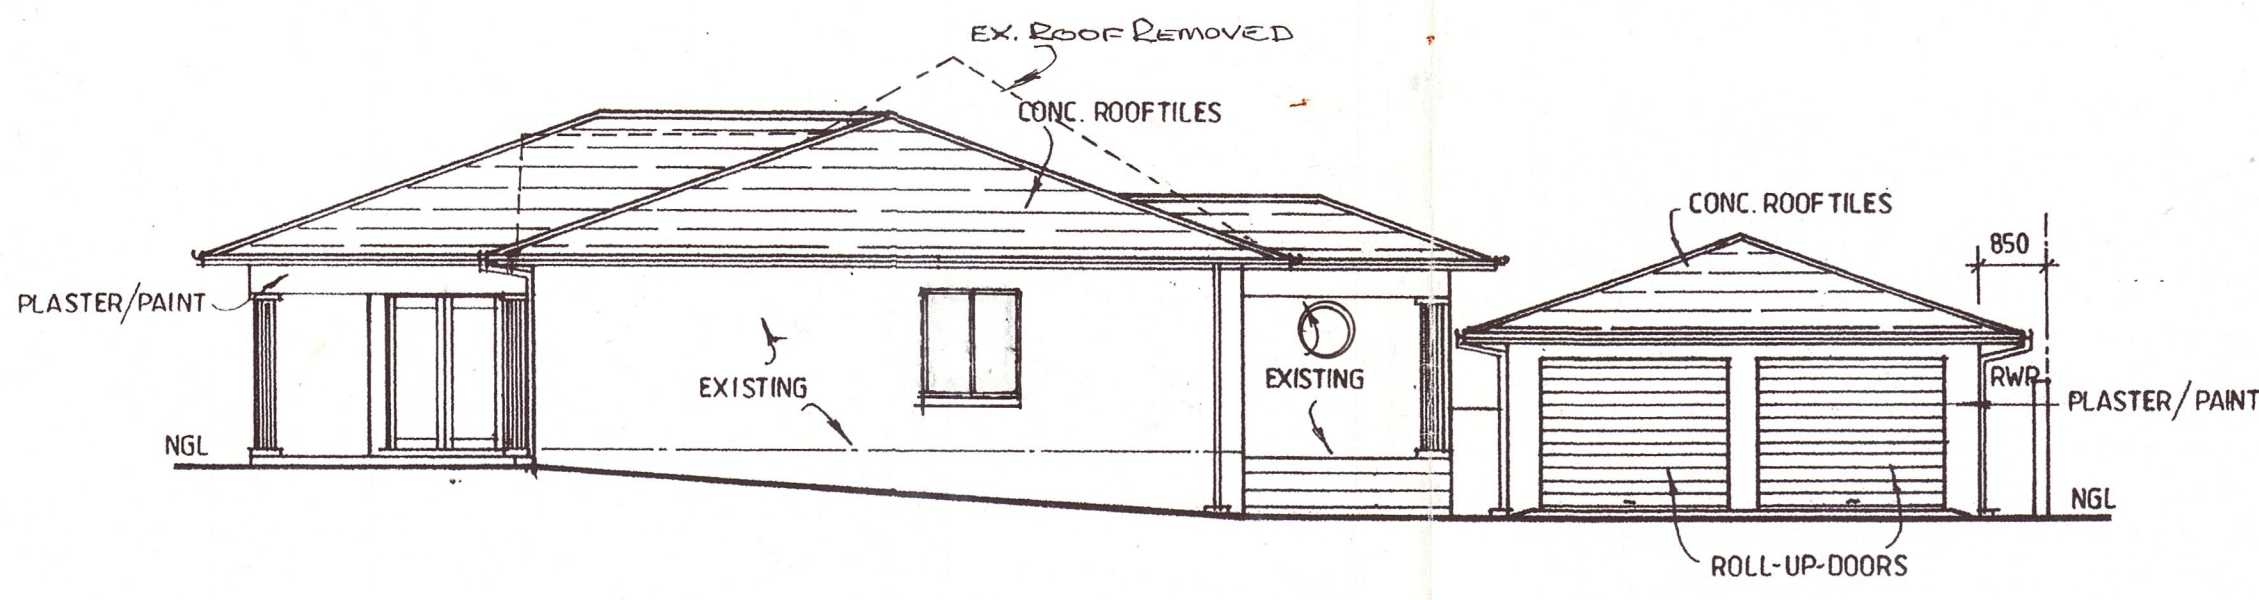 EX. ROOF REMOVED
CONC. ROOFTILES
CONC. ROOFTILES
850
PLASTER/PAINT
EXISTING
EXISTING
RWP
PLASTER/PAINT
NGL
NGL
ROLL-UP-DOORS